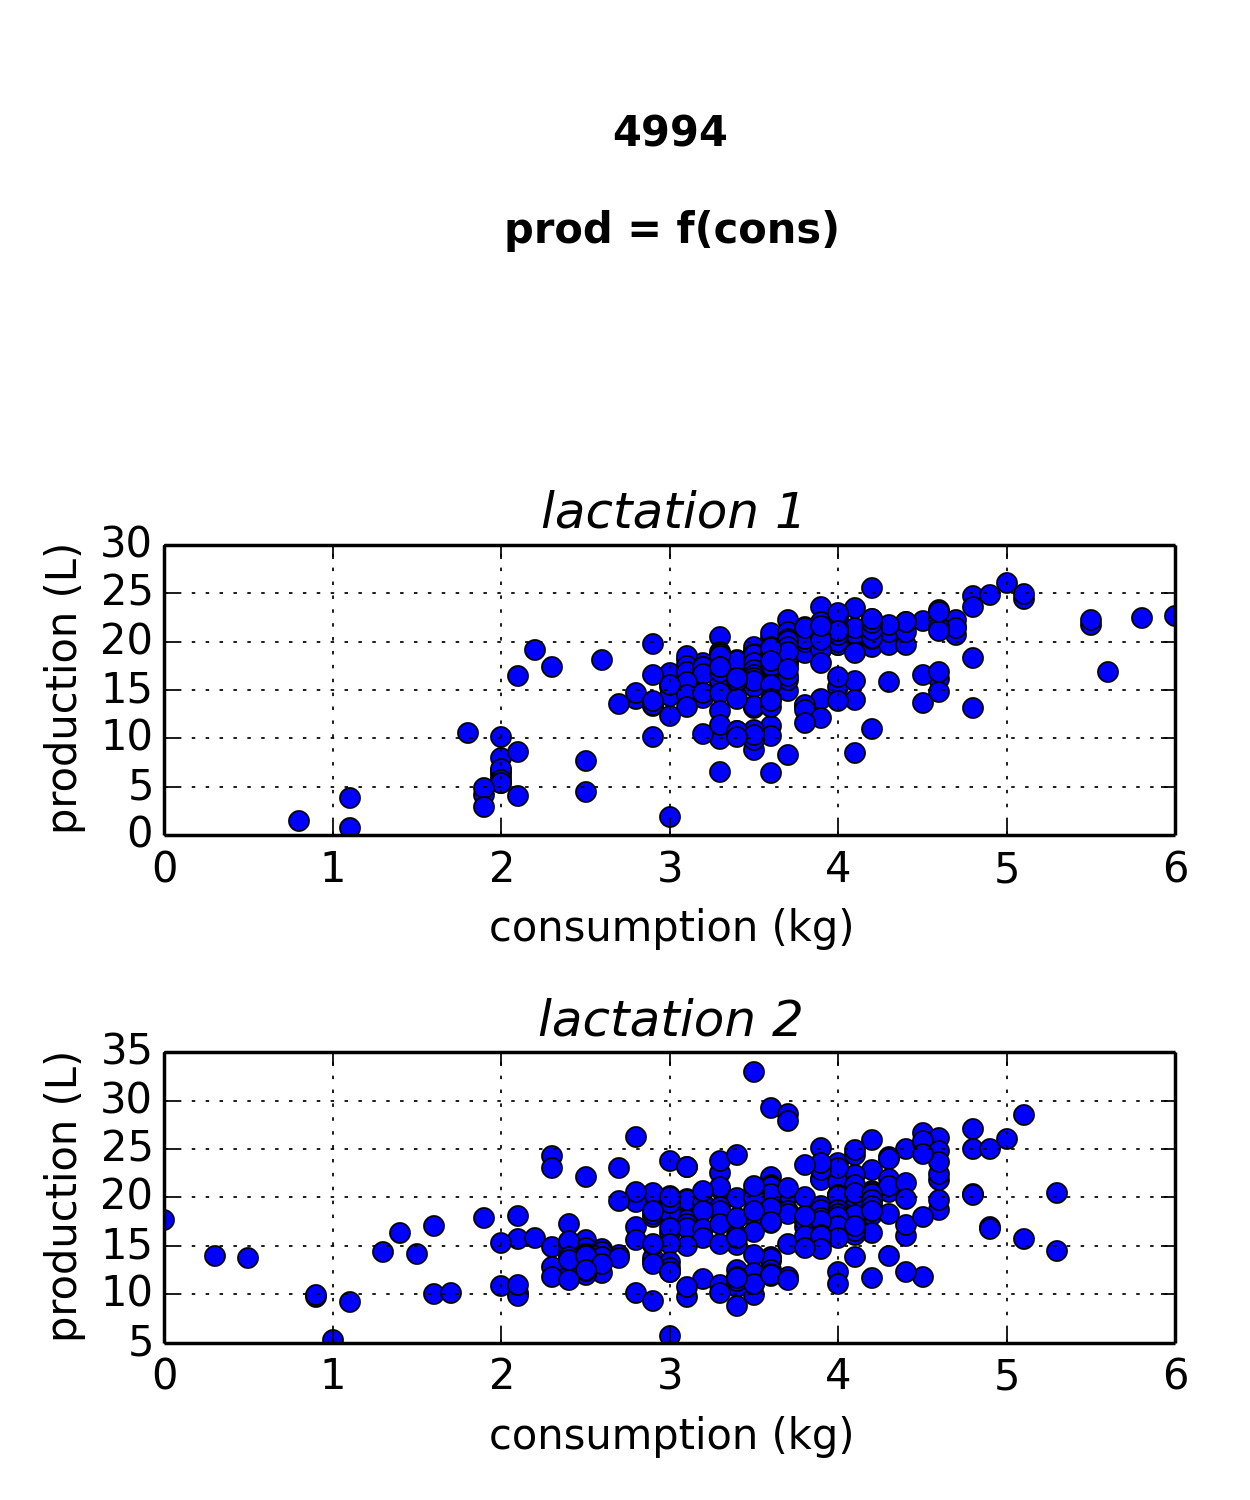 4994
prod = f(cons)
lactation 1
production (L)
30
25
20
15
10
5
0
0 1 2 3 4 5 6
consumption (kg)
lactation 2
production (L)
35
30
25
20
15
10
5
0 1 2 3 4 5 6
consumption (kg)